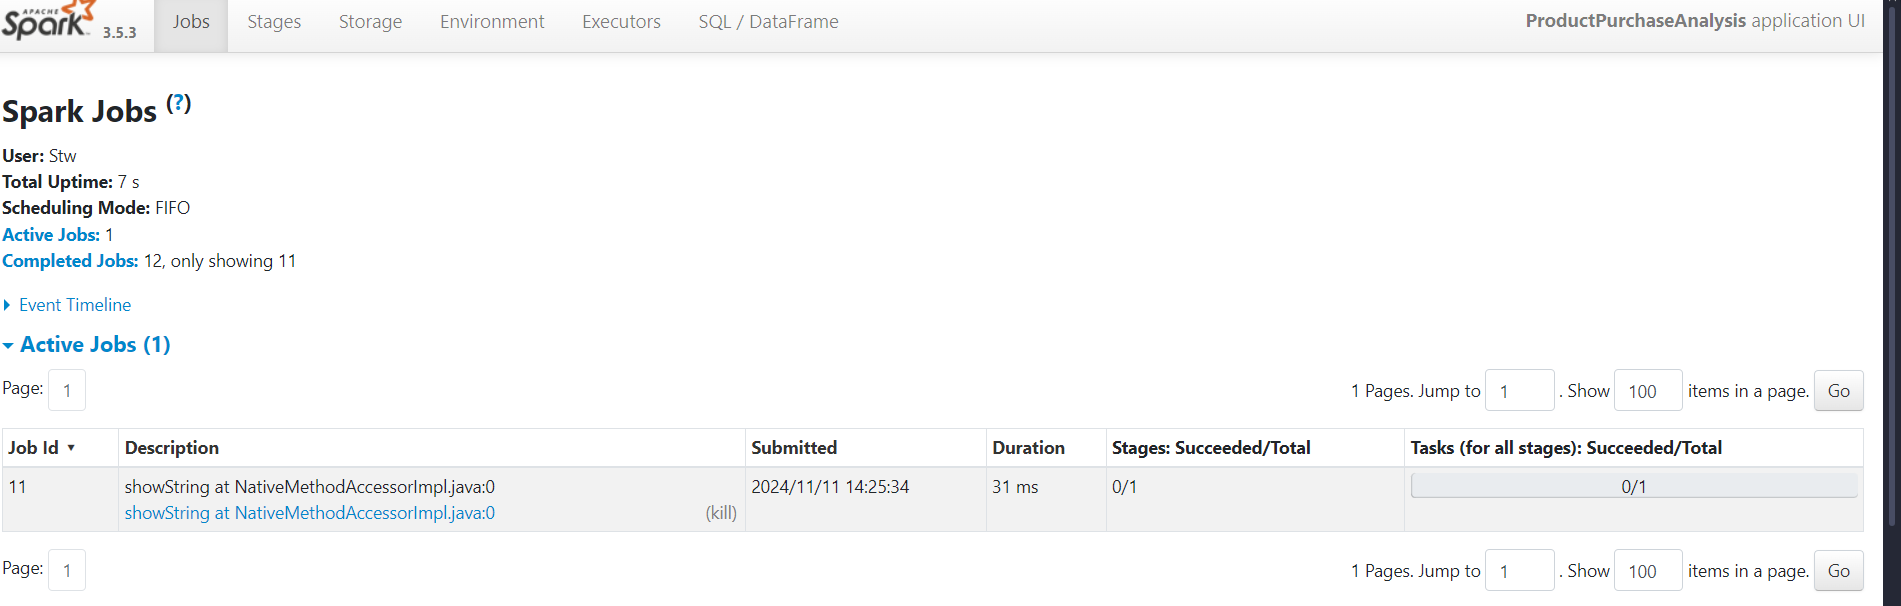 APACHE
Spark 3.5.3 Jobs Stages Storage Environment Executors SQL / DataFrame ProductPurchaseAnalysis application UI
Spark Jobs (?)
User: Stw
Total Uptime: 7 s
Scheduling Mode: FIFO
Active Jobs: 1
Completed Jobs: 12, only showing 11
Event Timeline
Active Jobs (1)
Page: 1 1 Pages. Jump to 1 . Show 100 items in a page. Go
Job Id ▾ Description Submitted Duration Stages: Succeeded/Total Tasks (for all stages): Succeeded/Total
11 showString at NativeMethodAccessorImpl.java:0 2024/11/11 14:25:34 31 ms 0/1 0/1
showString at NativeMethodAccessorImpl.java:0 (kill)
Page: 1 1 Pages. Jump to 1 . Show 100 items in a page. Go